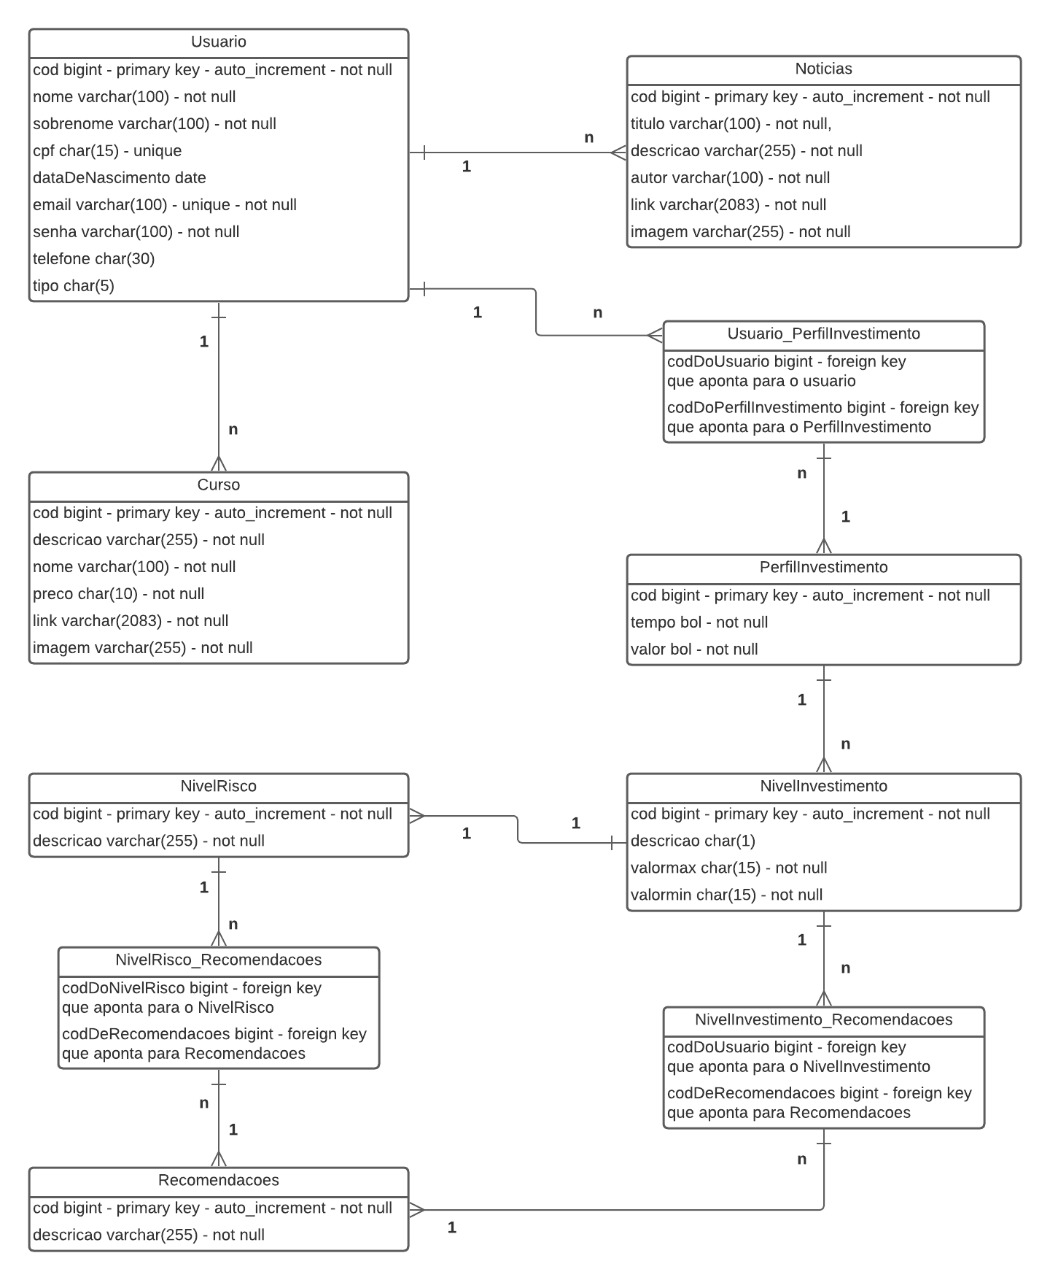 Usuario
cod bigint - primary key - auto_increment - not null
nome varchar(100) - not null
sobrenome varchar(100) - not null
cpf char(15) - unique
dataDeNascimento date
email varchar(100) - unique - not null
senha varchar(100) - not null
telefone char(30)
tipo char(5)
Noticias
cod bigint - primary key - auto_increment - not null
titulo varchar(100) - not null,
descricao varchar(255) - not null
autor varchar(100) - not null
link varchar(2083) - not null
imagem varchar(255) - not null
n
1
1
n
Usuario_PerfilInvestimento
codDoUsuario bigint - foreign key
que aponta para o usuario
codDoPerfilInvestimento bigint - foreign key
que aponta para o PerfilInvestimento
1
n
Curso
cod bigint - primary key - auto_increment - not null
descricao varchar(255) - not null
nome varchar(100) - not null
preco char(10) - not null
link varchar(2083) - not null
imagem varchar(255) - not null
n
1
PerfilInvestimento
cod bigint - primary key - auto_increment - not null
tempo bol - not null
valor bol - not null
1
n
NivelRisco
cod bigint - primary key - auto_increment - not null
descricao varchar(255) - not null
1
1
NivelInvestimento
cod bigint - primary key - auto_increment - not null
descricao char(1)
valormax char(15) - not null
valormin char(15) - not null
1
n
NivelRisco_Recomendacoes
codDoNivelRisco bigint - foreign key
que aponta para o NivelRisco
codDeRecomendacoes bigint - foreign key
que aponta para Recomendacoes
1
n
NivelInvestimento_Recomendacoes
codDoUsuario bigint - foreign key
que aponta para o NivelInvestimento
codDeRecomendacoes bigint - foreign key
que aponta para Recomendacoes
n
1
Recomendacoes
cod bigint - primary key - auto_increment - not null
descricao varchar(255) - not null
n
1